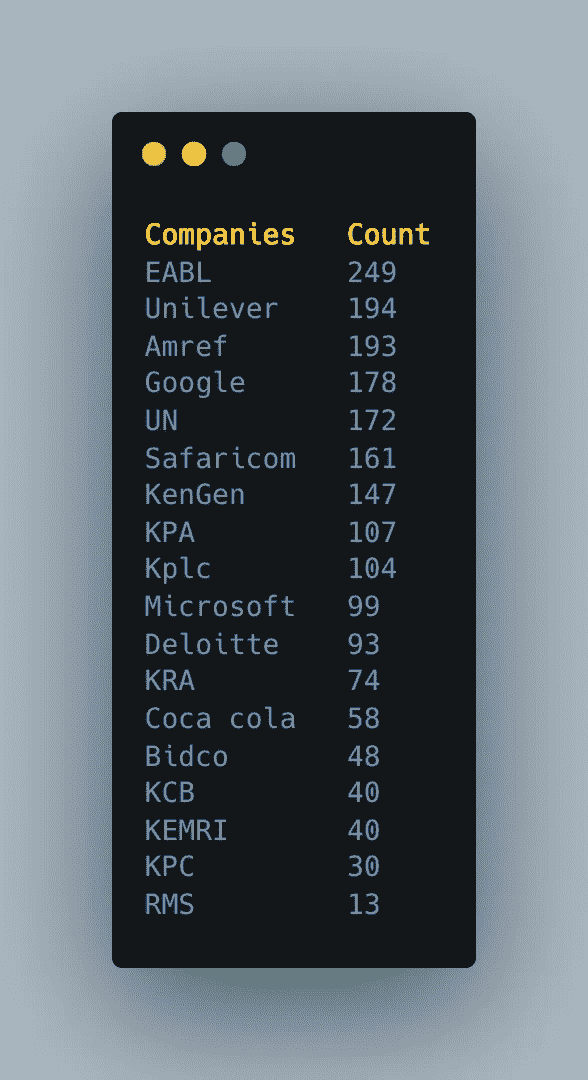 Companies Count
EABL 249
Unilever 194
Amref 193
Google 178
UN 172
Safaricom 161
KenGen 147
KPA 107
Kplc 104
Microsoft 99
Deloitte 93
KRA 74
Coca cola 58
Bidco 48
KCB 40
KEMRI 40
KPC 30
RMS 13